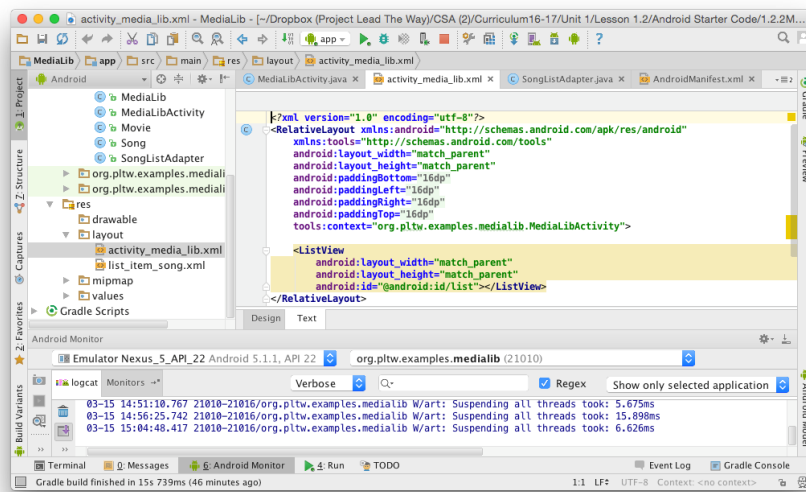 activity_media_lib.xml - MediaLib - [~/Dropbox (Project Lead The Way)/CSA (2)/Curriculum16-17/Unit 1/Lesson 1.2/Android Starter Code/1.2.2M...
app
MediaLib app src main res layout activity_media_lib.xml
Android MediaLibActivity.java activity_media_lib.xml SongListAdapter.java AndroidManifest.xml
1: Project
MediaLib
MediaLibActivity
Movie
Song
SongListAdapter
org.pltw.examples.mediali
org.pltw.examples.mediali
res
drawable
layout
activity_media_lib.xml
list_item_song.xml
mipmap
values
Gradle Scripts
Z: Structure
Captures
2: Favorites
Build Variants
<?xml version="1.0" encoding="utf-8"?>
<RelativeLayout xmlns:android="http://schemas.android.com/apk/res/android"
xmlns:tools="http://schemas.android.com/tools"
android:layout_width="match_parent"
android:layout_height="match_parent"
android:paddingBottom="16dp"
android:paddingLeft="16dp"
android:paddingRight="16dp"
android:paddingTop="16dp"
tools:context="org.pltw.examples.medialib.MediaLibActivity">
<ListView
android:layout_width="match_parent"
android:layout_height="match_parent"
android:id="@android:id/list"></ListView>
</RelativeLayout>
Design Text
Gradle
Preview
Android Monitor
Emulator Nexus_5_API_22 Android 5.1.1, API 22 org.pltw.examples.medialib (21010)
logcat Monitors Verbose Regex Show only selected application
03-15 14:51:10.767 21010-21016/org.pltw.examples.medialib W/art: Suspending all threads took: 5.675ms
03-15 14:56:25.742 21010-21016/org.pltw.examples.medialib W/art: Suspending all threads took: 15.898ms
03-15 15:04:48.417 21010-21016/org.pltw.examples.medialib W/art: Suspending all threads took: 6.626ms
Terminal 0: Messages 6: Android Monitor 4: Run TODO Event Log Gradle Console
Gradle build finished in 15s 739ms (46 minutes ago) 1:1 LF UTF-8 Context: <no context>